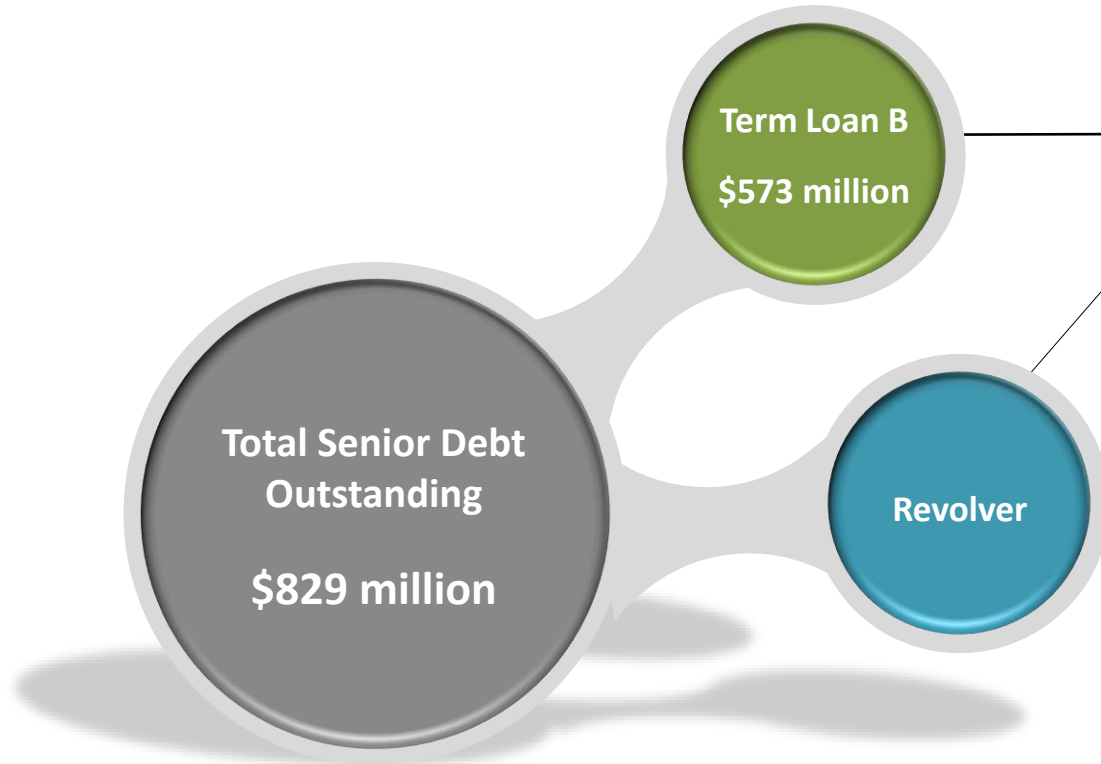 Term Loan B
$573 million
Total Senior Debt
Outstanding
$829 million
Revolver